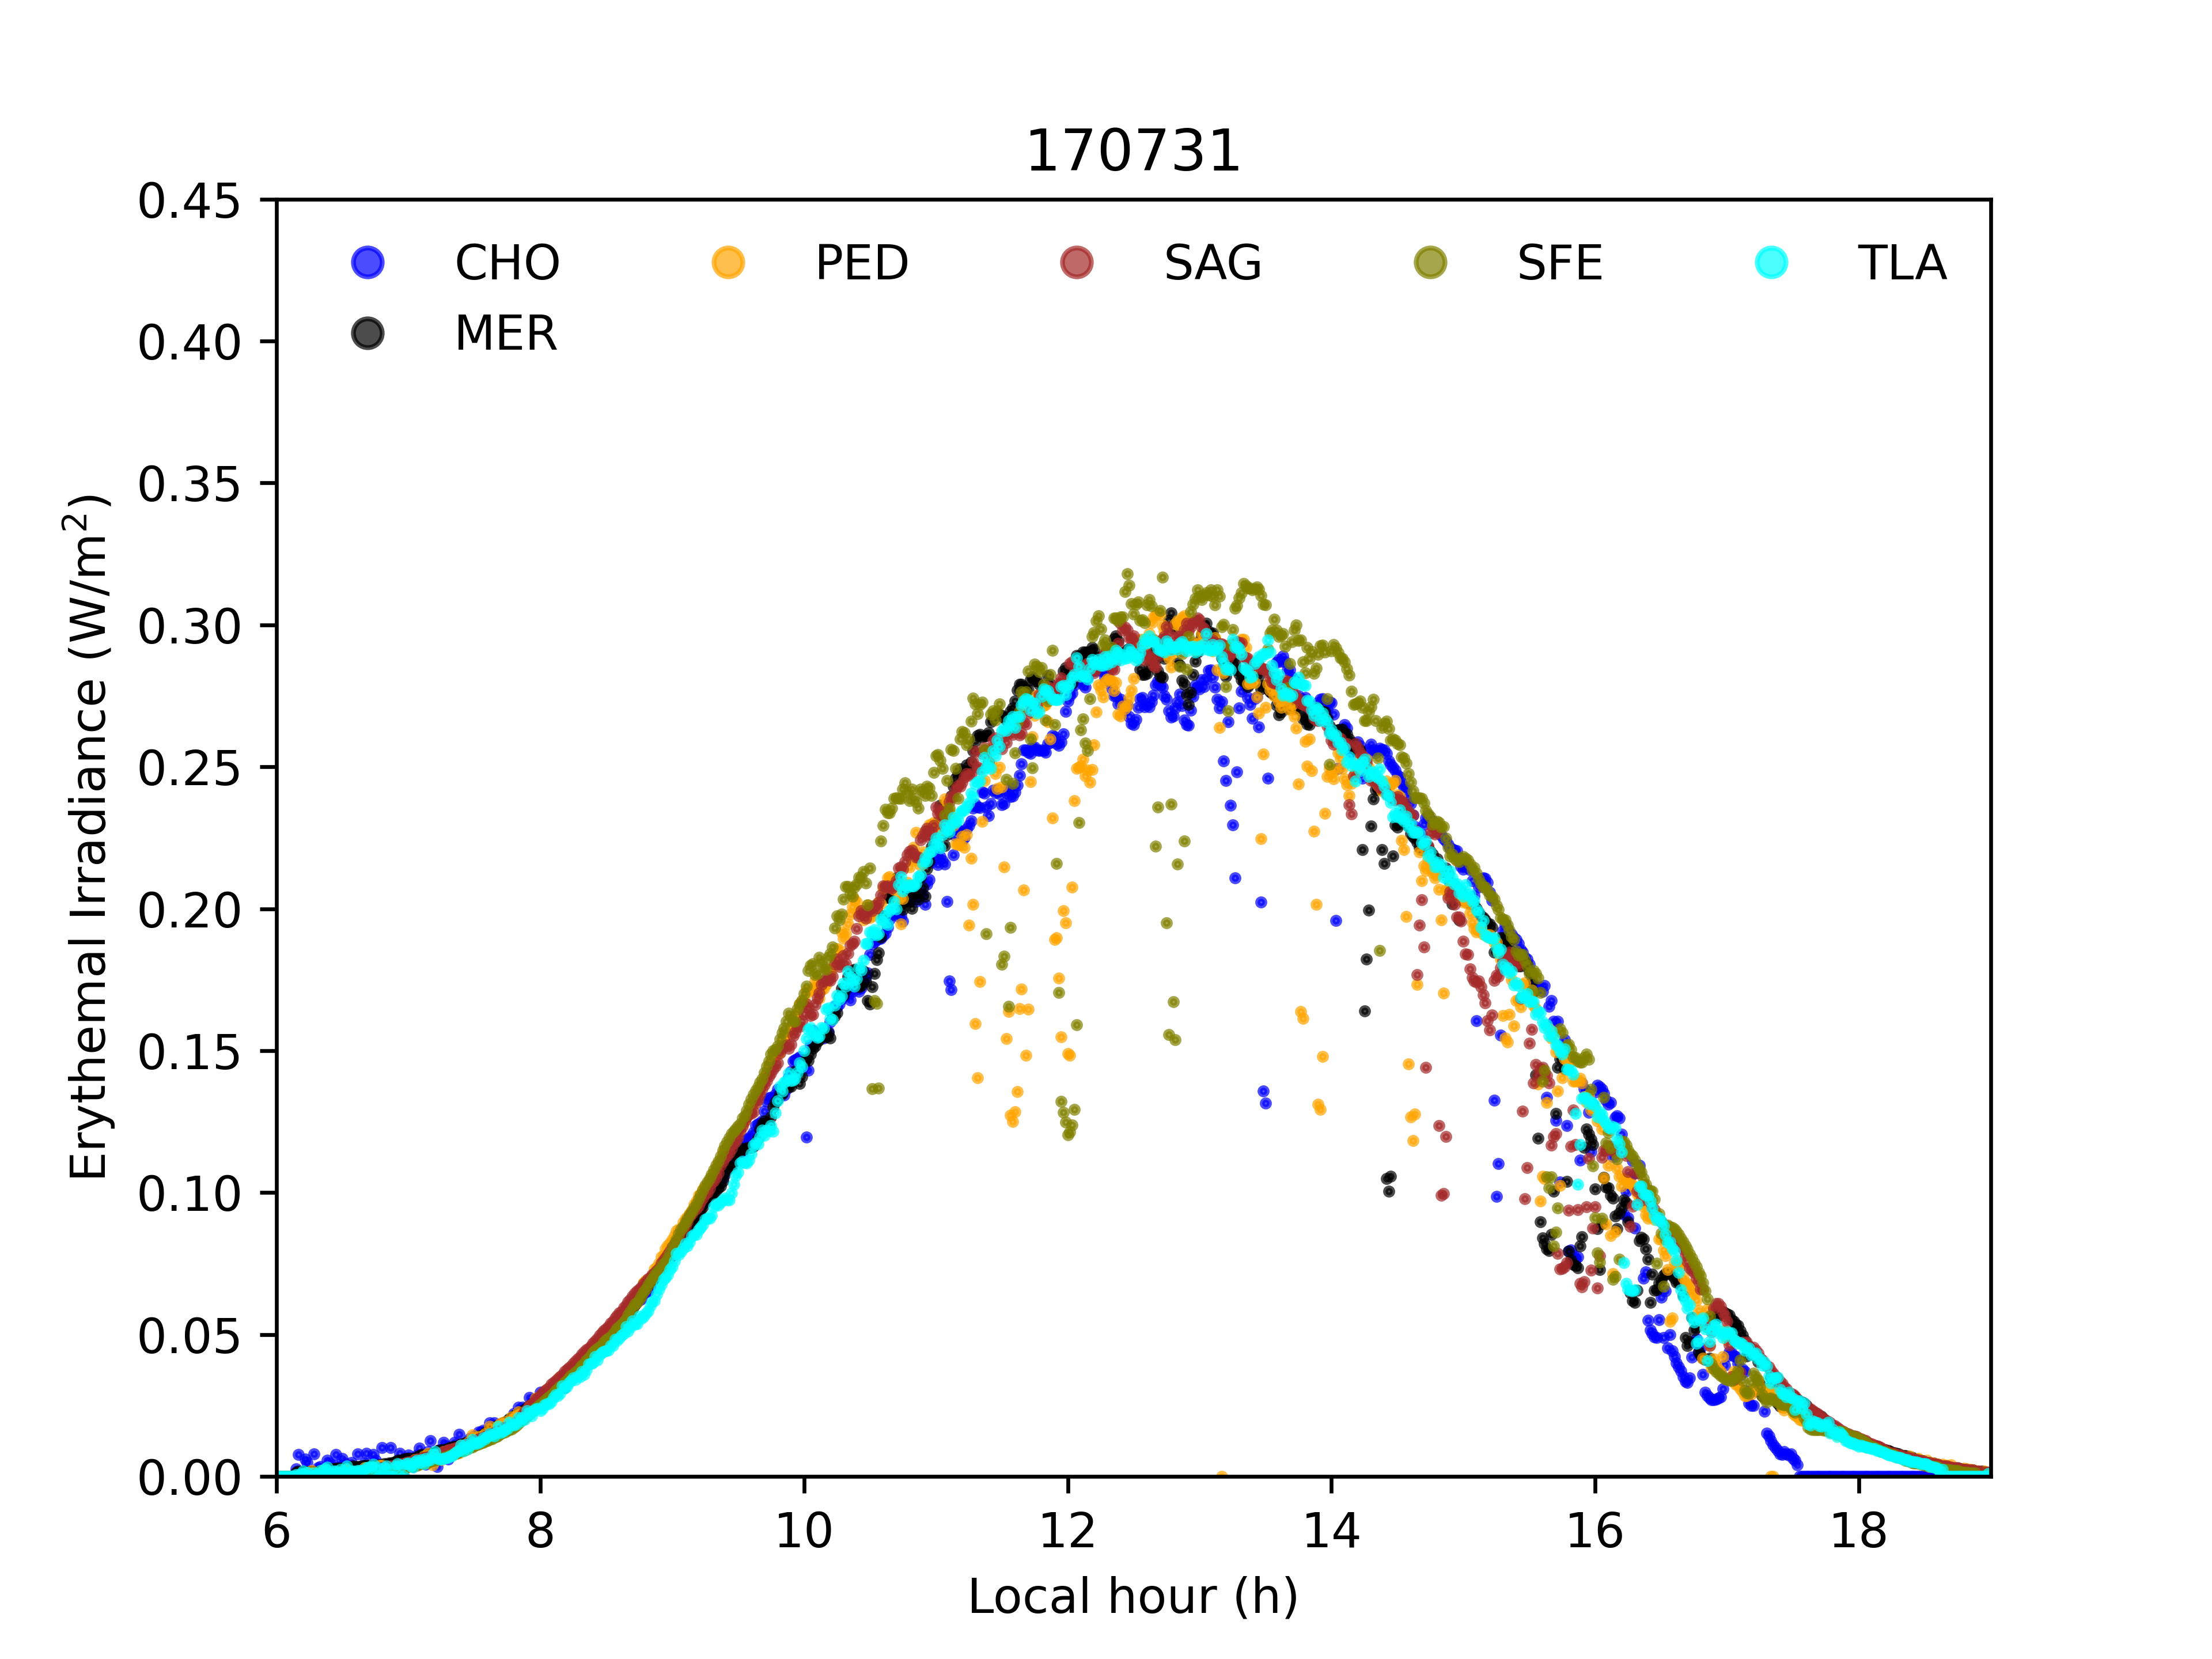 170731
0.45
0.40
0.35
0.30
0.25
0.20
0.15
0.10
0.05
0.00
Erythemal Irradiance (W/m²)
CHO PED SAG SFE TLA
MER
6 8 10 12 14 16 18
Local hour (h)